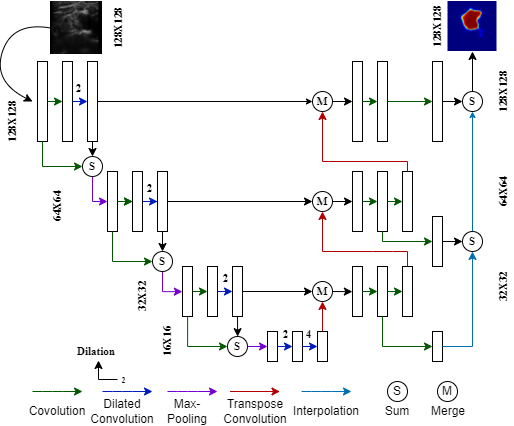 128X128
128X128
128X128
2
M
S
128X128
S
64X64
2
M
64X64
S
S
32X32
2
M
32X32
16X16
S
2
4
Dilation
2
Covolution
Dilated
Convolution
Max-
Pooling
Transpose
Convolution
Interpolation
S
Sum
M
Merge